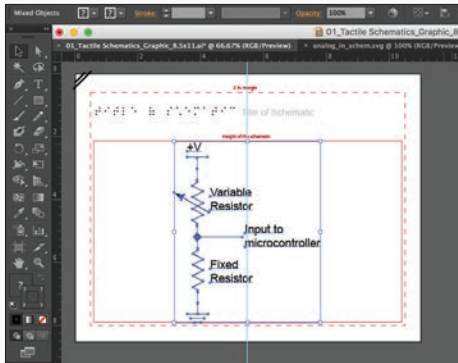 Mixed Objects
Stroke:
Opacity: 100%
01_Tactile Schematics_Graphic_8
01_Tactile Schematics_Graphic_8.5x11.ai* @ 66.67% (RGB/Preview)
analog_in_schem.svg @ 100% (RGB/Preview)
Title of Schematic
+V
Variable
Resistor
Input to
microcontroller
Fixed
Resistor